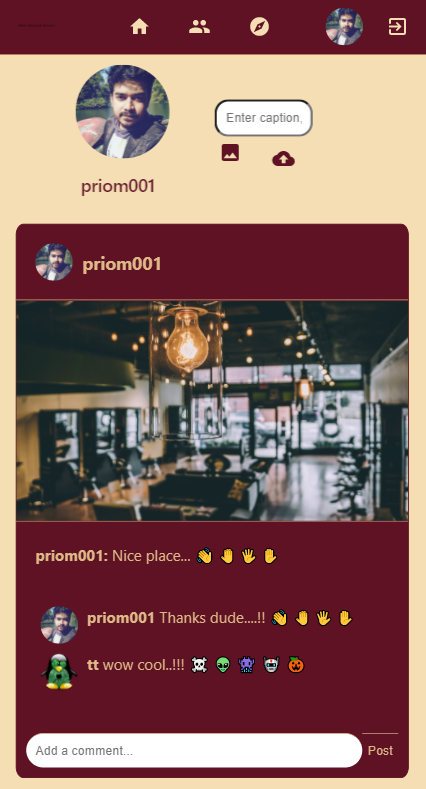 Enter caption,
priom001
priom001
priom001: Nice place... 👋 🤚 🖐 ✋
priom001 Thanks dude....!! 👋 🤚 🖐 ✋
tt wow cool..!!! ☠️ 👽 👾 🤖 🎃
Add a comment...
Post